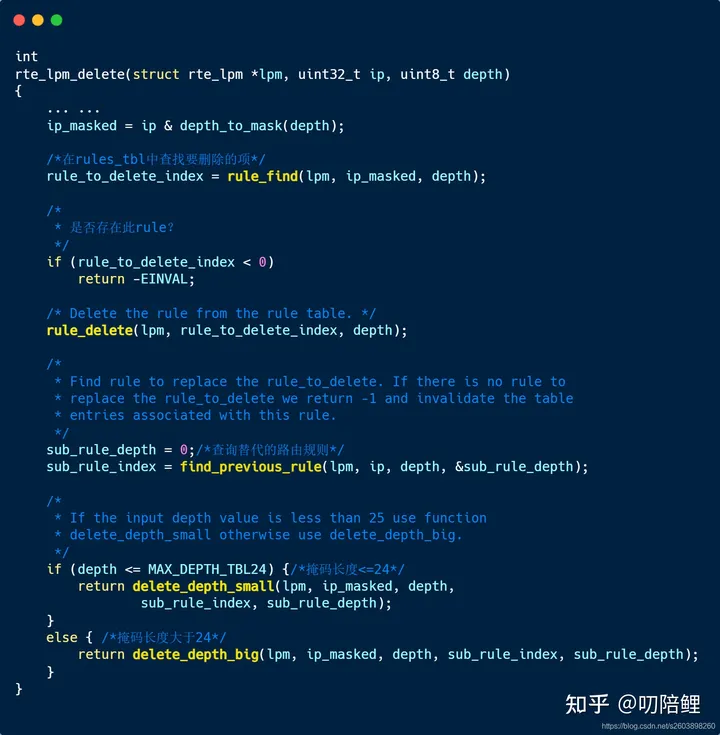 int
rte_lpm_delete(struct rte_lpm *lpm, uint32_t ip, uint8_t depth)
{
    ... ...
    ip_masked = ip & depth_to_mask(depth);

    /*在rules_tbl中查找要删除的项*/
    rule_to_delete_index = rule_find(lpm, ip_masked, depth);

    /*
     * 是否存在此rule?
     */
    if (rule_to_delete_index < 0)
        return -EINVAL;

    /* Delete the rule from the rule table. */
    rule_delete(lpm, rule_to_delete_index, depth);

    /*
     * Find rule to replace the rule_to_delete. If there is no rule to
     * replace the rule_to_delete we return -1 and invalidate the table
     * entries associated with this rule.
     */
    sub_rule_depth = 0;/*查询替代的路由规则*/
    sub_rule_index = find_previous_rule(lpm, ip, depth, &sub_rule_depth);

    /*
     * If the input depth value is less than 25 use function
     * delete_depth_small otherwise use delete_depth_big.
     */
    if (depth <= MAX_DEPTH_TBL24) {/*掩码长度<=24*/
        return delete_depth_small(lpm, ip_masked, depth,
                sub_rule_index, sub_rule_depth);
    }
    else { /*掩码长度大于24*/
        return delete_depth_big(lpm, ip_masked, depth, sub_rule_index, sub_rule_depth);
    }
}
知乎 @叨陪鲤
https://blog.csdn.net/s2603898260